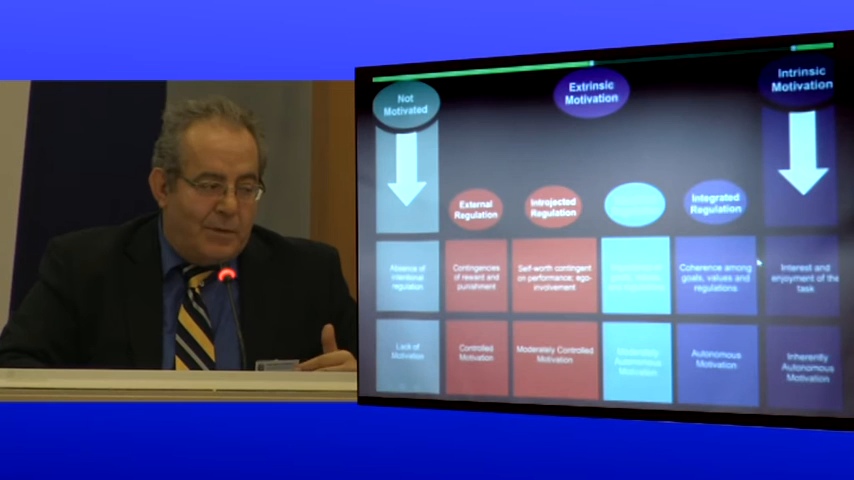 Not
Motivated
Extrinsic
Motivation
Intrinsic
Motivation
External
Regulation
Introjected
Regulation
Integrated
Regulation
Absence of
intentional
regulation
Contingencies
of reward and
punishment
Self-worth contingent
on performance; ego-
involvement
Coherence among
goals, values and
regulations
Interest and
enjoyment of the
task
Lack of
Motivation
Controlled
Motivation
Moderately Controlled
Motivation
Moderately
Autonomous
Motivation
Autonomous
Motivation
Inherently
Autonomous
Motivation